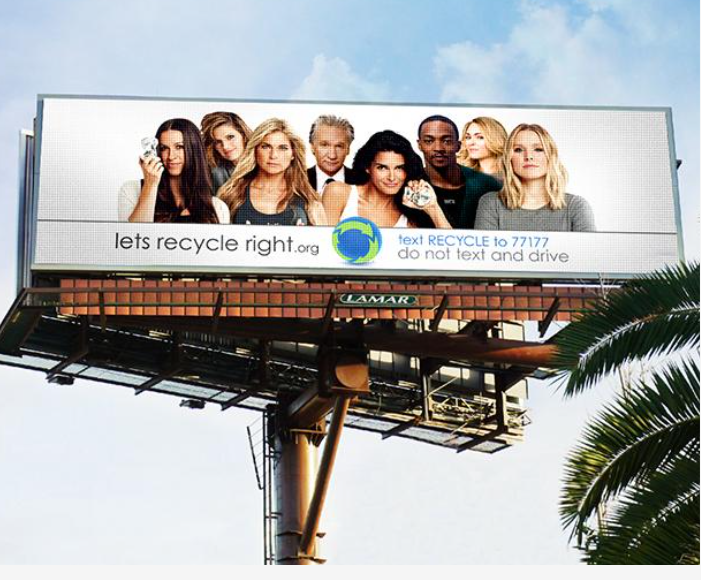 lets recycle right.org
text RECYCLE to 77177
do not text and drive
LAMAR